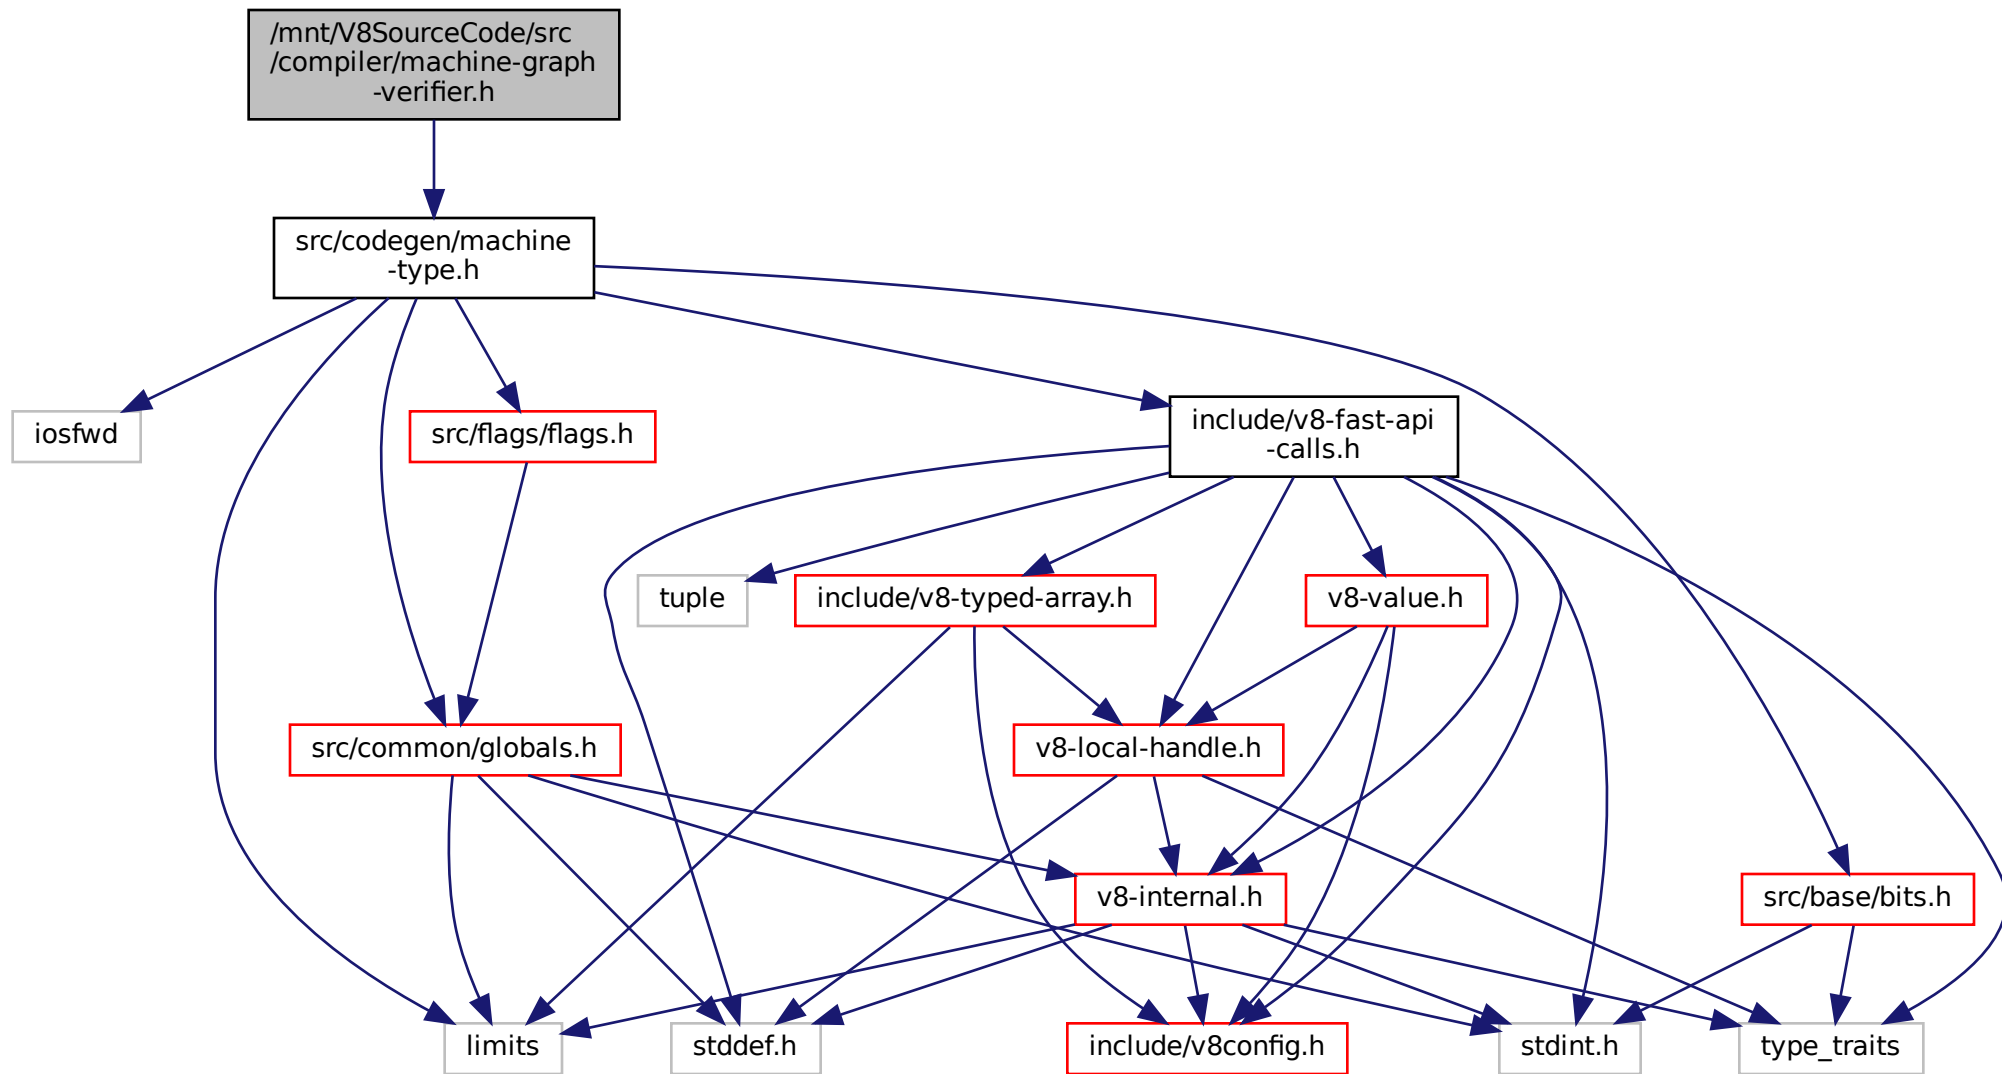 /mnt/V8SourceCode/src
/compiler/machine-graph
-verifier.h
src/codegen/machine
-type.h
iosfwd
src/flags/flags.h
include/v8-fast-api
-calls.h
tuple
include/v8-typed-array.h
v8-value.h
src/common/globals.h
v8-local-handle.h
v8-internal.h
src/base/bits.h
limits
stddef.h
include/v8config.h
stdint.h
type_traits